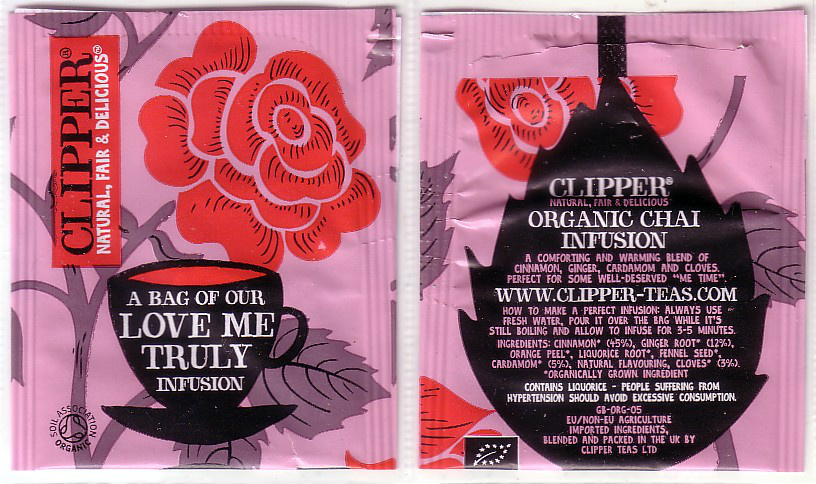 CLIPPER®
NATURAL, FAIR & DELICIOUS™
A BAG OF OUR
LOVE ME
TRULY
INFUSION
SOIL ASSOCIATION
ORGANIC
CLIPPER®
NATURAL, FAIR & DELICIOUS
ORGANIC CHAI
INFUSION
A COMFORTING AND WARMING BLEND OF
CINNAMON, GINGER, CARDAMOM AND CLOVES.
PERFECT FOR SOME WELL-DESERVED "ME TIME".
WWW.CLIPPER-TEAS.COM
HOW TO MAKE A PERFECT INFUSION: ALWAYS USE
FRESH WATER, POUR IT OVER THE BAG WHILE IT'S
STILL BOILING AND ALLOW TO INFUSE FOR 3-5 MINUTES.
INGREDIENTS: CINNAMON* (45%), GINGER ROOT* (12%),
ORANGE PEEL*, LIQUORICE ROOT*, FENNEL SEED*,
CARDAMOM* (5%), NATURAL FLAVOURING, CLOVES* (3%).
*ORGANICALLY GROWN INGREDIENT
CONTAINS LIQUORICE - PEOPLE SUFFERING FROM
HYPERTENSION SHOULD AVOID EXCESSIVE CONSUMPTION.
GB-ORG-05
EU/NON-EU AGRICULTURE
IMPORTED INGREDIENTS,
BLENDED AND PACKED IN THE UK BY
CLIPPER TEAS LTD